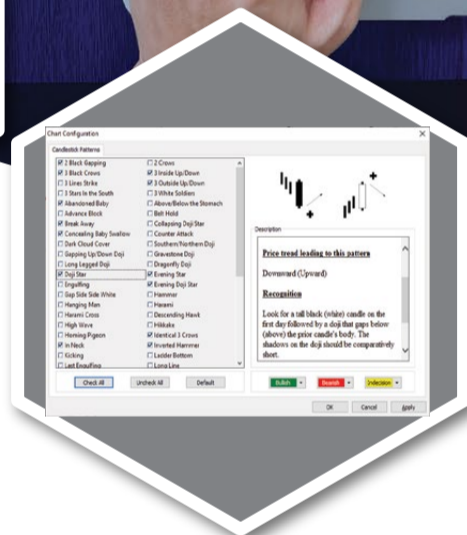 Chart Configuration
Candlestick Patterns
2 Black Gapping
3 Black Crows
3 Lines Strike
3 Stars In the South
Abandoned Baby
Advance Block
Break Away
Concealing Baby Swallow
Dark Cloud Cover
Gapping Up/Down Doji
Long Legged Doji
Doji Star
Engulfing
Gap Side Side White
Hanging Man
Harami Cross
High Wave
Homing Pigeon
In Neck
Kicking
Last Engulfing
2 Crows
3 Inside Up/Down
3 Outside Up/Down
3 White Soldiers
Above/Below the Stomach
Belt Hold
Collapsing Doji Star
Counter Attack
Southern/Northern Doji
Gravestone Doji
Dragonfly Doji
Evening Star
Evening Doji Star
Hammer
Harami
Descending Hawk
Hikkake
Identical 3 Crows
Inverted Hammer
Ladder Bottom
Long Line
Description
Price trend leading to this pattern
Downward (Upward)
Recognition
Look for a tall black (white) candle on the
first day followed by a doji that gaps below
(above) the prior candle's body. The
shadows on the doji should be comparatively
short.
Check All
Uncheck All
Default
Bullish
Bearish
Indecision
OK
Cancel
Apply